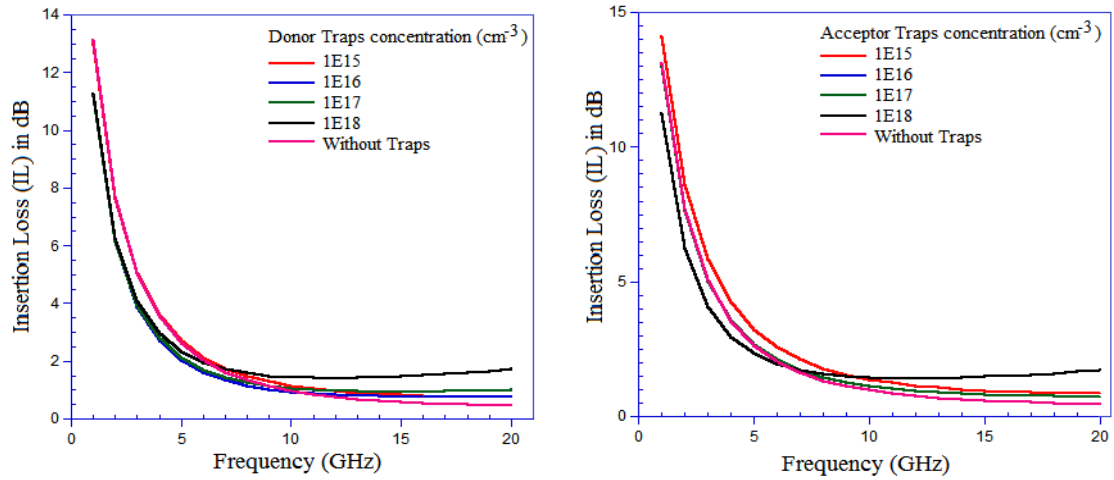 14
12
10
8
6
4
2
0
Insertion Loss (IL) in dB
Donor Traps concentration (cm-3)
1E15
1E16
1E17
1E18
Without Traps
0
5
10
15
20
Frequency (GHz)
15
10
5
0
Insertion Loss (IL) in dB
Acceptor Traps concentration (cm-3)
1E15
1E16
1E17
1E18
Without Traps
0
5
10
15
20
Frequency (GHz)